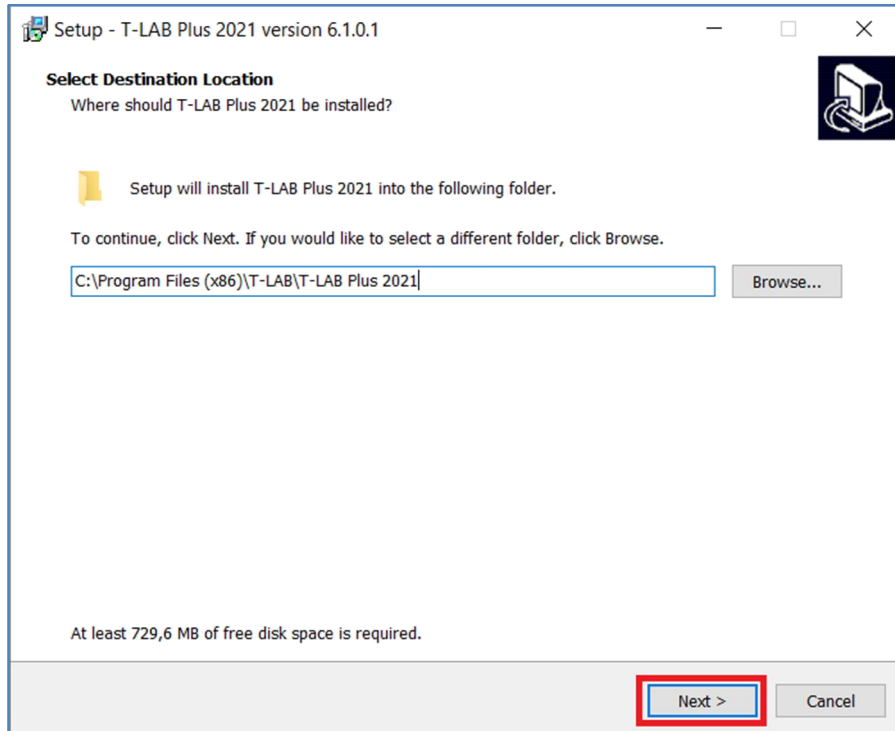 Setup - T-LAB Plus 2021 version 6.1.0.1
Select Destination Location
Where should T-LAB Plus 2021 be installed?
Setup will install T-LAB Plus 2021 into the following folder.
To continue, click Next. If you would like to select a different folder, click Browse.
C:\Program Files (x86)\T-LAB\T-LAB Plus 2021
Browse...
At least 729,6 MB of free disk space is required.
Next >
Cancel